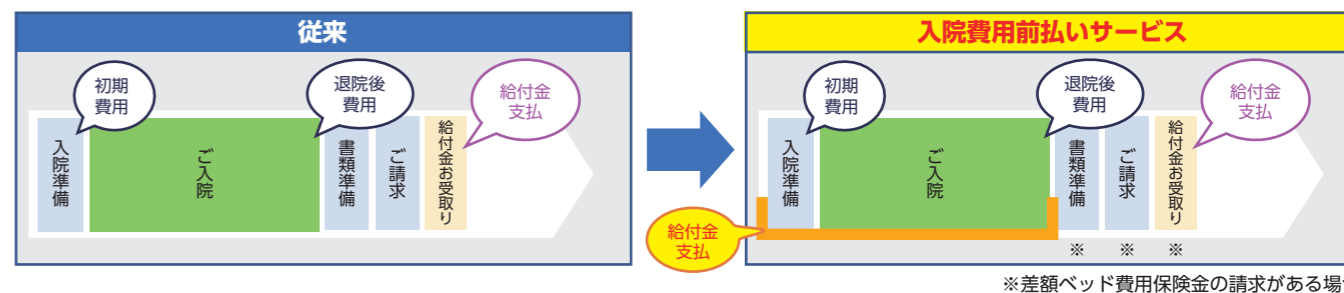 従来
初期
費用
退院後
費用
給付金
支払
入院準備
ご入院
書類準備
ご請求
給付金お受取り
入院費用前払いサービス
初期
費用
退院後
費用
給付金
支払
入院準備
ご入院
書類準備
ご請求
給付金お受取り
給付金
支払
※
※
※
※差額ベッド費用保険金の請求がある場